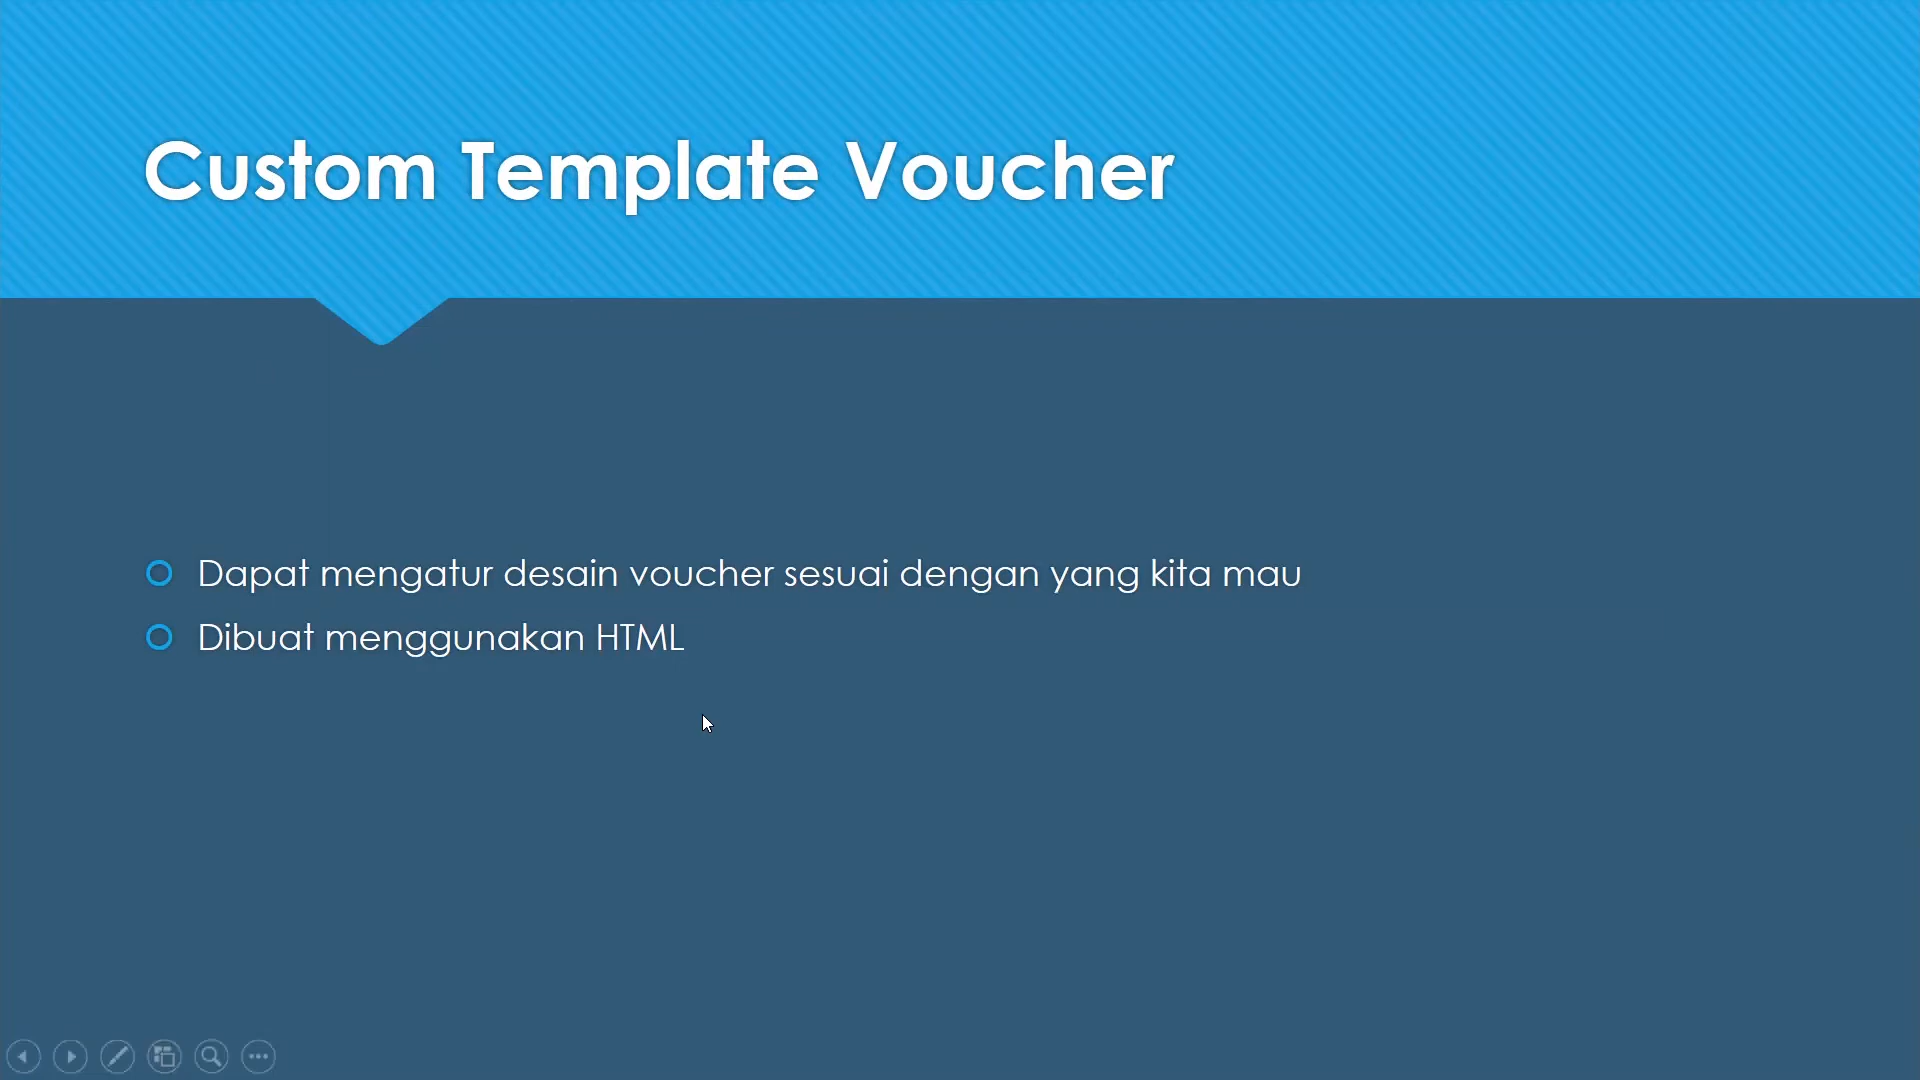 Custom Template Voucher
Dapat mengatur desain voucher sesuai dengan yang kita mau
Dibuat menggunakan HTML